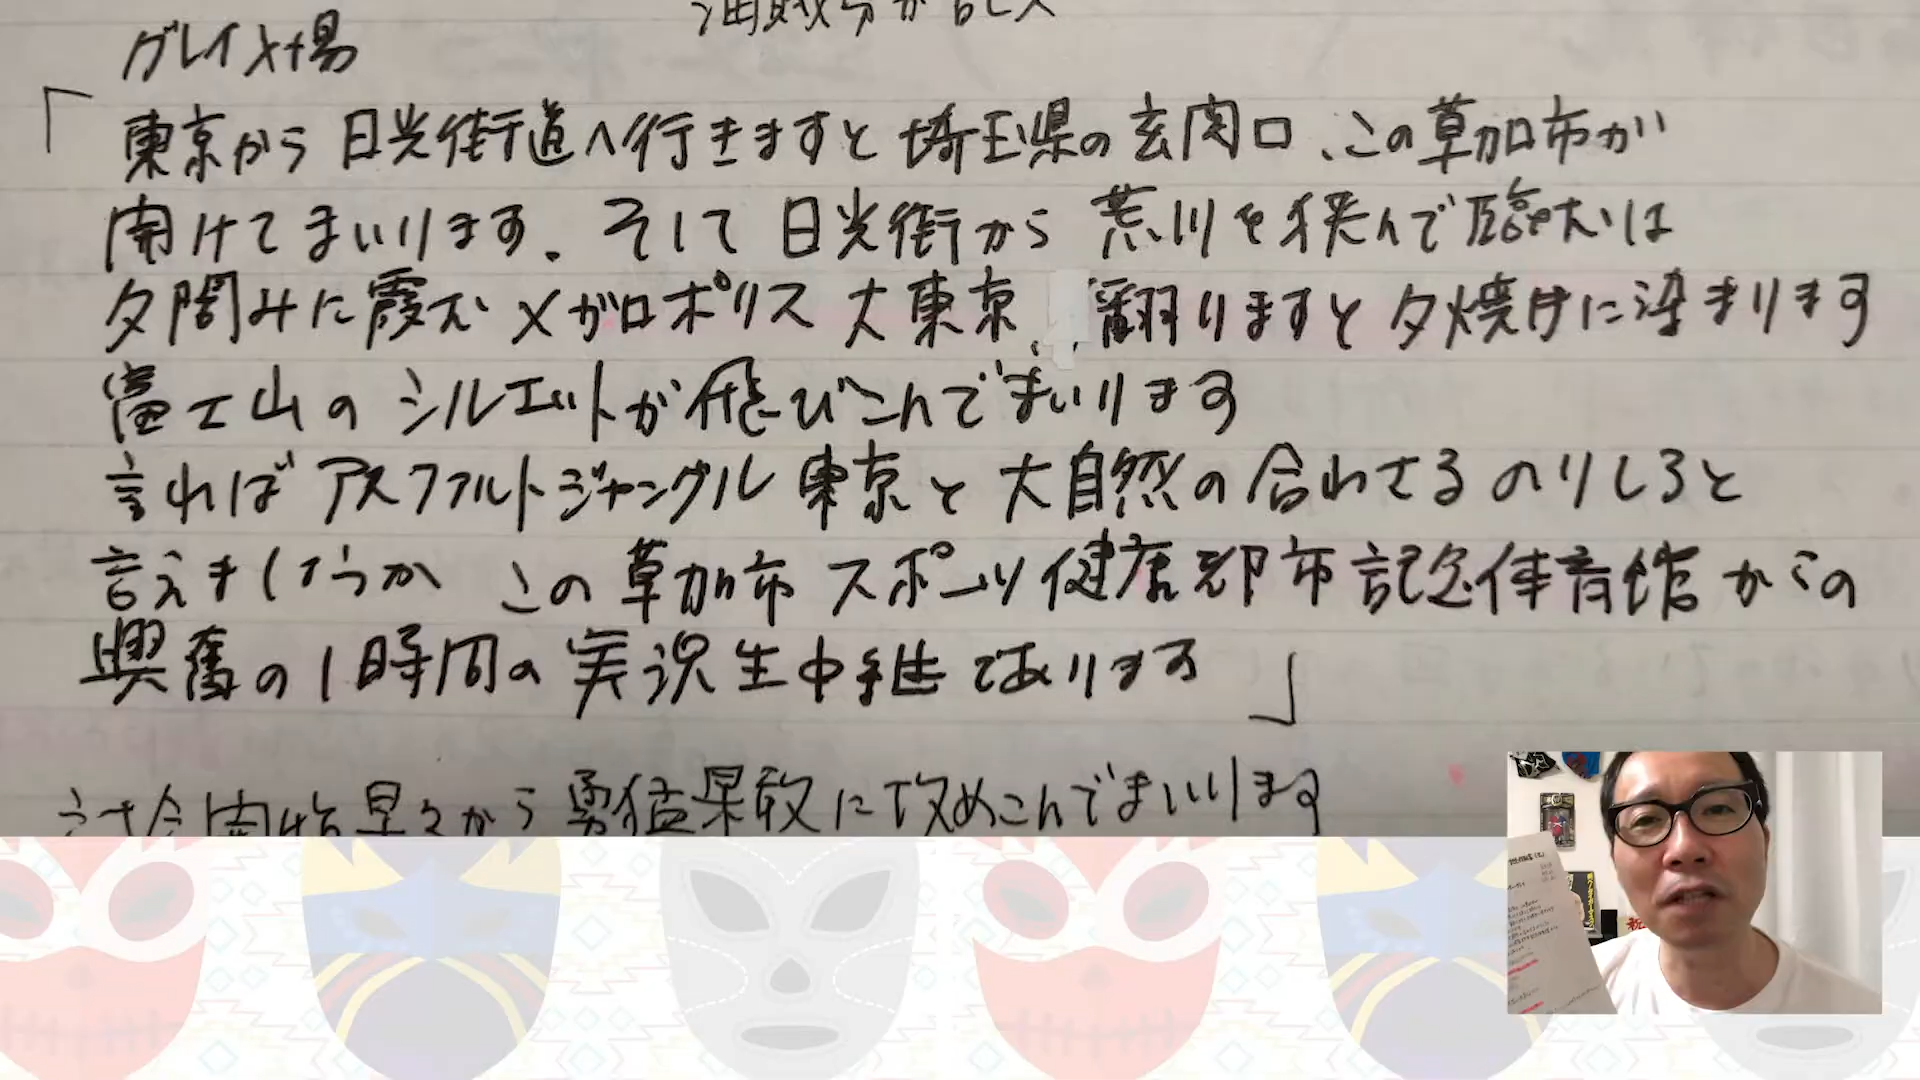 グレイ入場
「東京から日光街道へ行きますと埼玉県の玄関口、この草加市が
開けてまいります。そして日光街から荒川を挟んで臨むは
夕闇みに霞むメガロポリス大東京、翻りますと夕焼けに染まります
富士山のシルエットが飛びこんでまいります
言ればアスファルトジャングル東京と大自然の合わさるのりしろと
言えましょうか この草加市スポーツ健康都市記念体育館からの
興奮の1時間の実況生中継であります」
試合開始早々から勇猛果敢に攻めこんでまいります